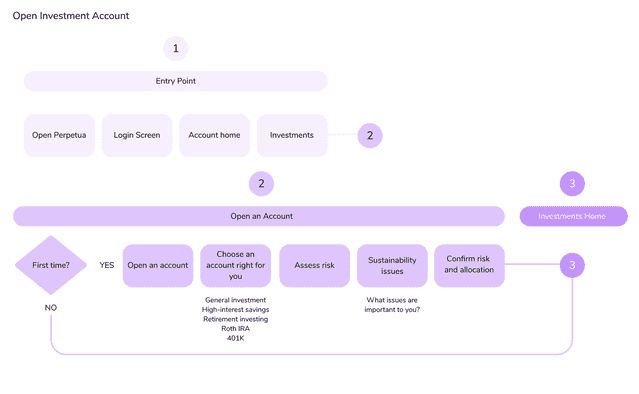 Open Investment Account
1
Entry Point
Open Perpetua
Login Screen
Account home
Investments
2
2
3
Open an Account
Investments Home
First time?
YES
Open an account
Choose an
account right for
you
Assess risk
Sustainability
issues
Confirm risk
and allocation
3
General investment
High-interest savings
Retirement investing
Roth IRA
401K
What issues are
important to you?
NO